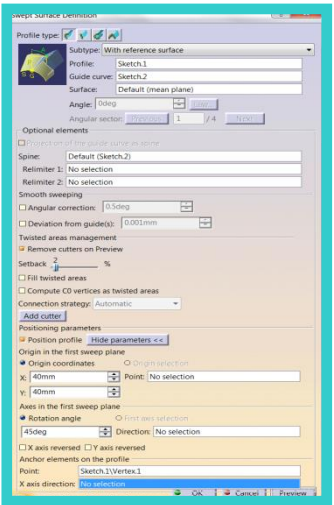 Swept Surface Definition
Profile type:
Subtype: With reference surface
Profile: Sketch.1
Guide curve: Sketch.2
Surface: Default (mean plane)
Angle: 0deg Law...
Angular sector: Previous 1 / 4 Next
Optional elements
Projection of the guide curve as spine
Spine: Default (Sketch.2)
Relimiter 1: No selection
Relimiter 2: No selection
Smooth sweeping
Angular correction: 0.5deg
Deviation from guide(s): 0.001mm
Twisted areas management
Remove cutters on Preview
2
Setback %
Fill twisted areas
Compute C0 vertices as twisted areas
Connection strategy: Automatic
Add cutter
Positioning parameters
Position profile Hide parameters <<
Origin in the first sweep plane
Origin coordinates Origin selection
X: 40mm Point: No selection
Y: 40mm
Axes in the first sweep plane
Rotation angle First axis selection
45deg Direction: No selection
X axis reversed Y axis reversed
Anchor elements on the profile
Point: Sketch.1\Vertex.1
X axis direction: No selection
OK Cancel Preview